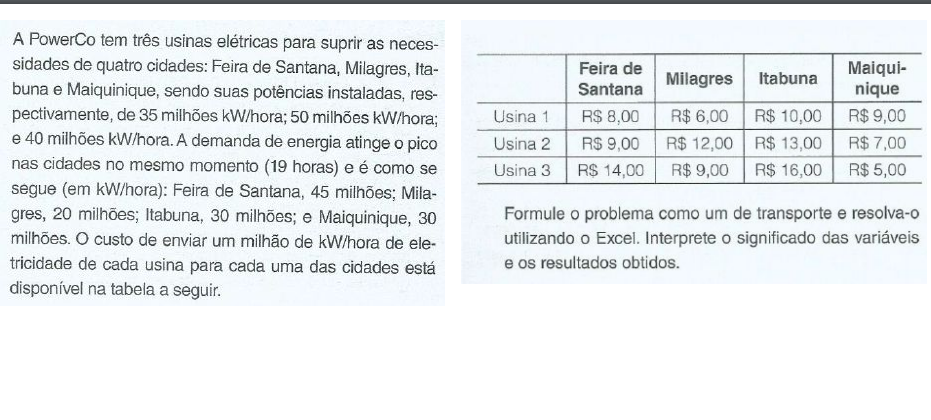 A PowerCo tem três usinas elétricas para suprir as neces-
sidades de quatro cidades: Feira de Santana, Milagres, Ita-
buna e Maiquinique, sendo suas potências instaladas, res-
pectivamente, de 35 milhões kW/hora; 50 milhões kW/hora;
e 40 milhões kW/hora. A demanda de energia atinge o pico
nas cidades no mesmo momento (19 horas) e é como se
segue (em kW/hora): Feira de Santana, 45 milhões; Mila-
gres, 20 milhões; Itabuna, 30 milhões; e Maiquinique, 30
milhões. O custo de enviar um milhão de kW/hora de ele-
tricidade de cada usina para cada uma das cidades está
disponível na tabela a seguir.
Feira de Santana Milagres Itabuna Maiqui-nique
Usina 1 R$ 8,00 R$ 6,00 R$ 10,00 R$ 9,00
Usina 2 R$ 9,00 R$ 12,00 R$ 13,00 R$ 7,00
Usina 3 R$ 14,00 R$ 9,00 R$ 16,00 R$ 5,00
Formule o problema como um de transporte e resolva-o
utilizando o Excel. Interprete o significado das variáveis
e os resultados obtidos.